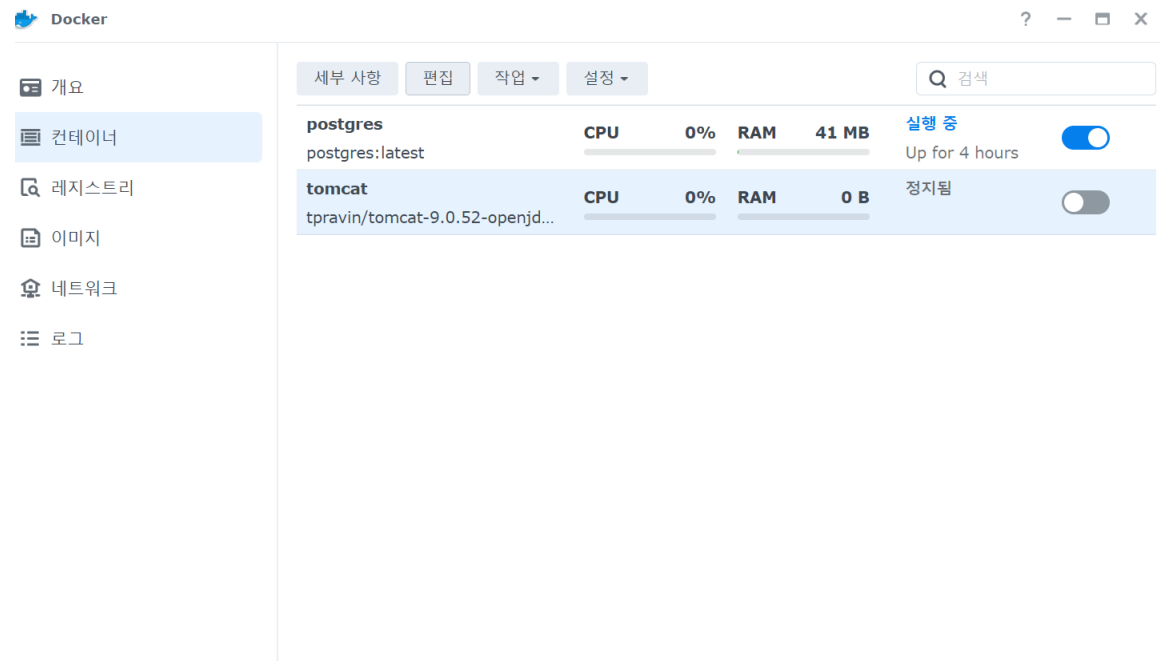 Docker
개요
컨테이너
레지스트리
이미지
네트워크
로그
세부 사항 편집 작업 설정 검색
postgres
postgres:latest
CPU 0% RAM 41 MB
실행 중
Up for 4 hours
tomcat
tpravin/tomcat-9.0.52-openjd...
CPU 0% RAM 0 B
정지됨